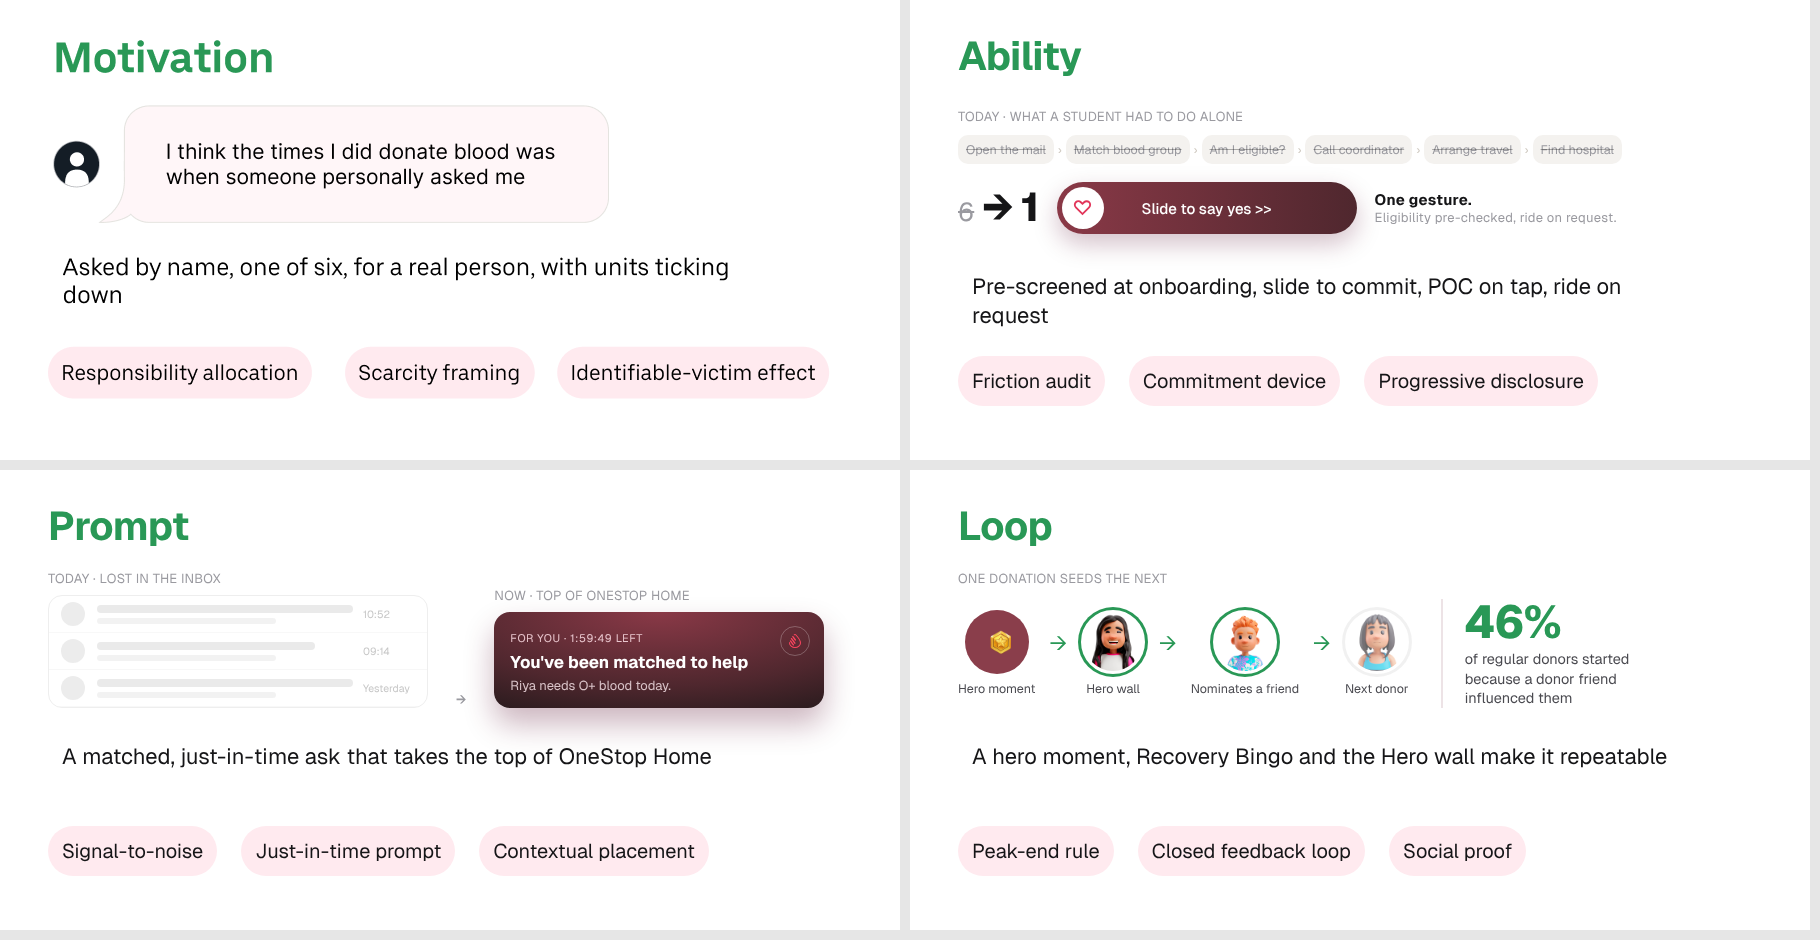 Motivation
I think the times I did donate blood was
when someone personally asked me
Asked by name, one of six, for a real person, with units ticking
down
Responsibility allocation
Scarcity framing
Identifiable-victim effect
Ability
TODAY · WHAT A STUDENT HAD TO DO ALONE
Open the mail › Match blood group › Am I eligible? › Call coordinator › Arrange travel › Find hospital
6 → 1
Slide to say yes >>
One gesture.
Eligibility pre-checked, ride on request.
Pre-screened at onboarding, slide to commit, POC on tap, ride on
request
Friction audit
Commitment device
Progressive disclosure
Prompt
TODAY · LOST IN THE INBOX
10:52
09:14
Yesterday
→
NOW · TOP OF ONESTOP HOME
FOR YOU · 1:59:49 LEFT
You've been matched to help
Riya needs O+ blood today.
A matched, just-in-time ask that takes the top of OneStop Home
Signal-to-noise
Just-in-time prompt
Contextual placement
Loop
ONE DONATION SEEDS THE NEXT
Hero moment
Hero wall
Nominates a friend
Next donor
46%
of regular donors started
because a donor friend
influenced them
A hero moment, Recovery Bingo and the Hero wall make it repeatable
Peak-end rule
Closed feedback loop
Social proof